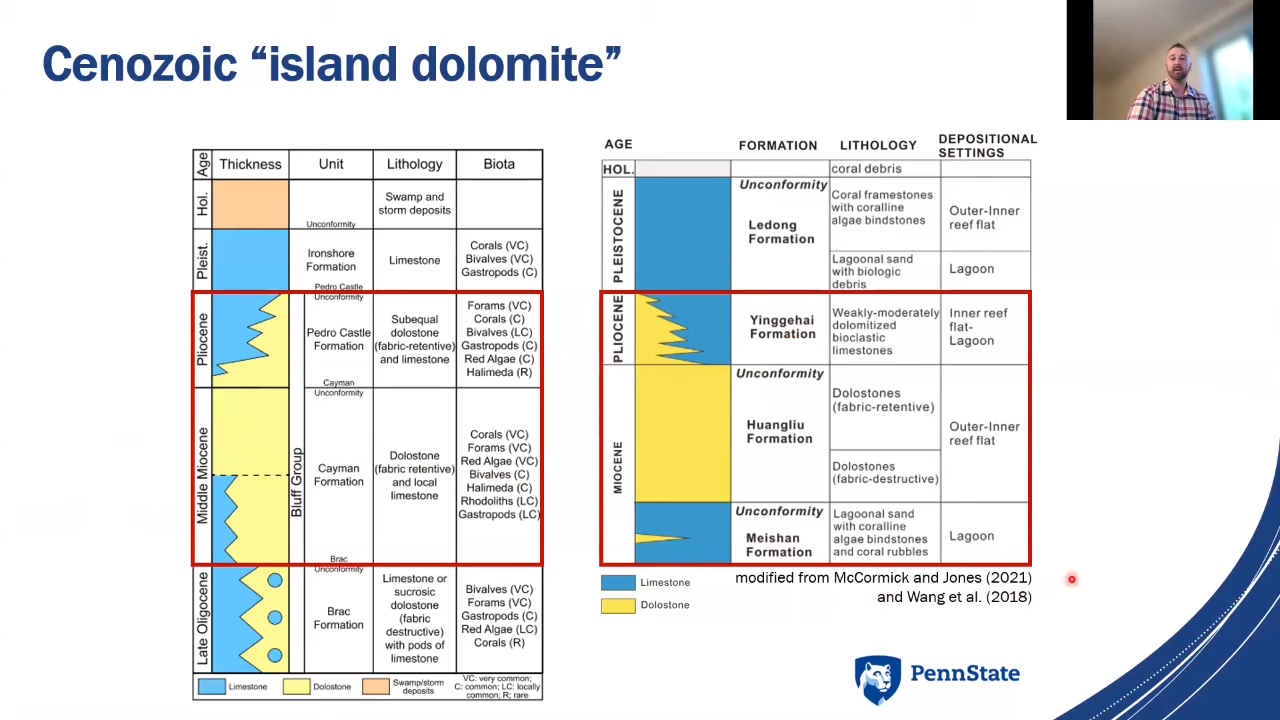 Cenozoic “island dolomite”
Age
Thickness
Unit
Lithology
Biota
Hol.
Unconformity
Swamp and
storm deposits
Pleist.
Ironshore
Formation
Pedro Castle
Limestone
Corals (VC)
Bivalves (VC)
Gastropods (C)
Pliocene
Unconformity
Pedro Castle
Formation
Cayman
Subequal
dolostone
(fabric-retentive)
and limestone
Forams (VC)
Corals (C)
Bivalves (LC)
Gastropods (C)
Red Algae (C)
Halimeda (R)
Middle Miocene
Bluff Group
Unconformity
Cayman
Formation
Brac
Dolostone
(fabric retentive)
and local
limestone
Corals (VC)
Forams (VC)
Red Algae (VC)
Bivalves (C)
Halimeda (C)
Rhodoliths (LC)
Gastropods (LC)
Late Oligocene
Unconformity
Brac
Formation
Limestone or
sucrosic
dolostone
(fabric
destructive)
with pods of
limestone
Bivalves (VC)
Forams (VC)
Gastropods (C)
Red Algae (LC)
Corals (R)
Limestone
Dolostone
Swamp/storm
deposits
VC: very common;
C: common; LC: locally
common; R; rare
AGE
FORMATION
LITHOLOGY
DEPOSITIONAL
SETTINGS
HOL.
coral debris
PLEISTOCENE
Unconformity
Ledong
Formation
Coral framestones
with coralline
algae bindstones
Outer-Inner
reef flat
Lagoonal sand
with biologic
debris
Lagoon
PLIOCENE
Yinggehai
Formation
Weakly-moderately
dolomitized
bioclastic
limestones
Inner reef
flat-
Lagoon
MIOCENE
Unconformity
Huangliu
Formation
Dolostones
(fabric-retentive)
Dolostones
(fabric-destructive)
Outer-Inner
reef flat
Unconformity
Meishan
Formation
Lagoonal sand
with coralline
algae bindstones
and coral rubbles
Lagoon
Limestone
Dolostone
modified from McCormick and Jones (2021)
and Wang et al. (2018)
PennState